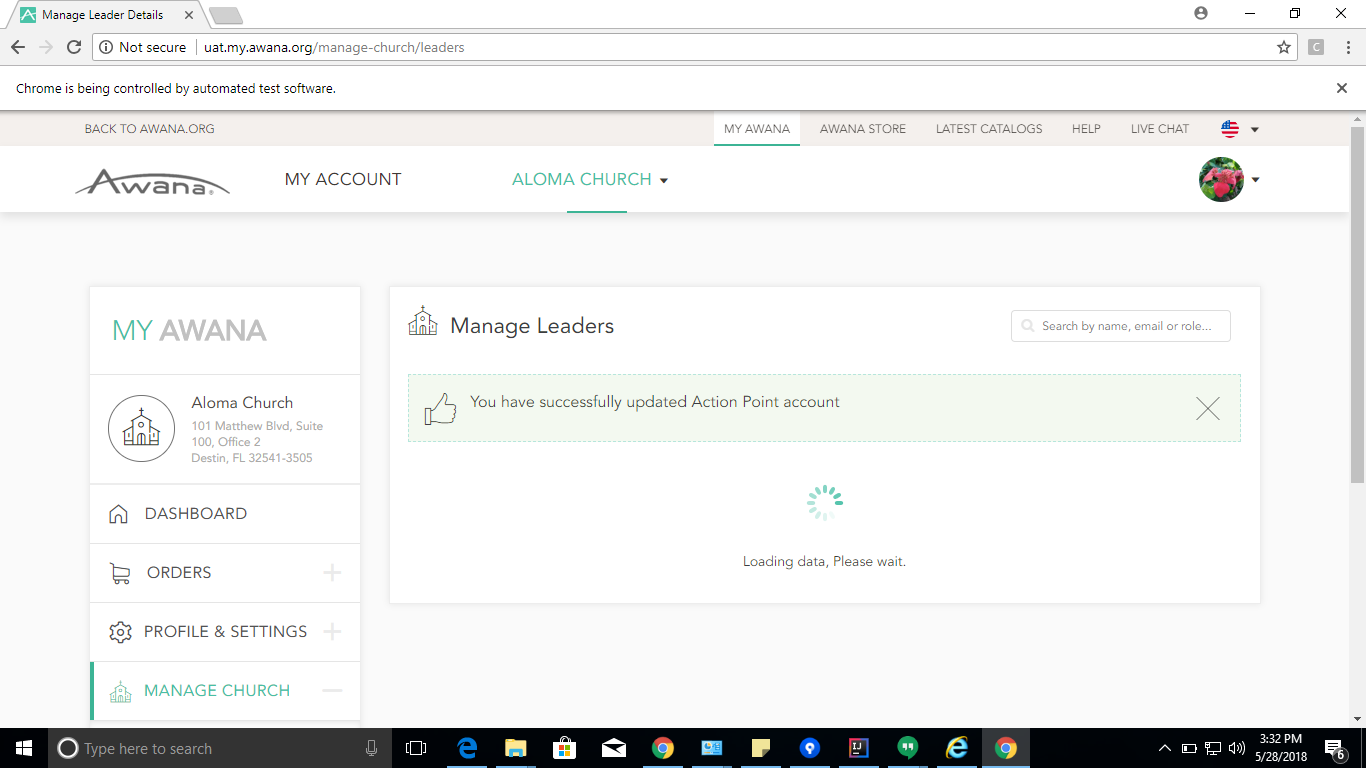 Manage Leader Details
Not secure
uat.my.awana.org/manage-church/leaders
C
Chrome is being controlled by automated test software.
BACK TO AWANA.ORG
MY AWANA
AWANA STORE
LATEST CATALOGS
HELP
LIVE CHAT
Awana®
MY ACCOUNT
ALOMA CHURCH
MY AWANA
Aloma Church
101 Matthew Blvd, Suite
100, Office 2
Destin, FL 32541-3505
DASHBOARD
ORDERS
PROFILE & SETTINGS
MANAGE CHURCH
Manage Leaders
Search by name, email or role...
You have successfully updated Action Point account
Loading data, Please wait.
Type here to search
IJ
3:32 PM
5/28/2018
6